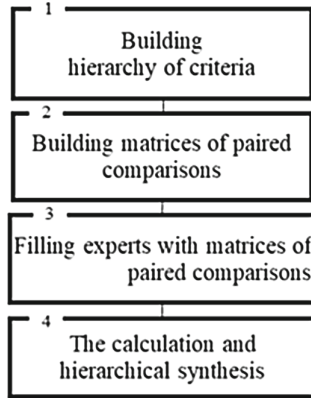 1
Building
hierarchy of criteria
2
Building matrices of paired
comparisons
3
Filling experts with matrices of
paired comparisons
4
The calculation and
hierarchical synthesis